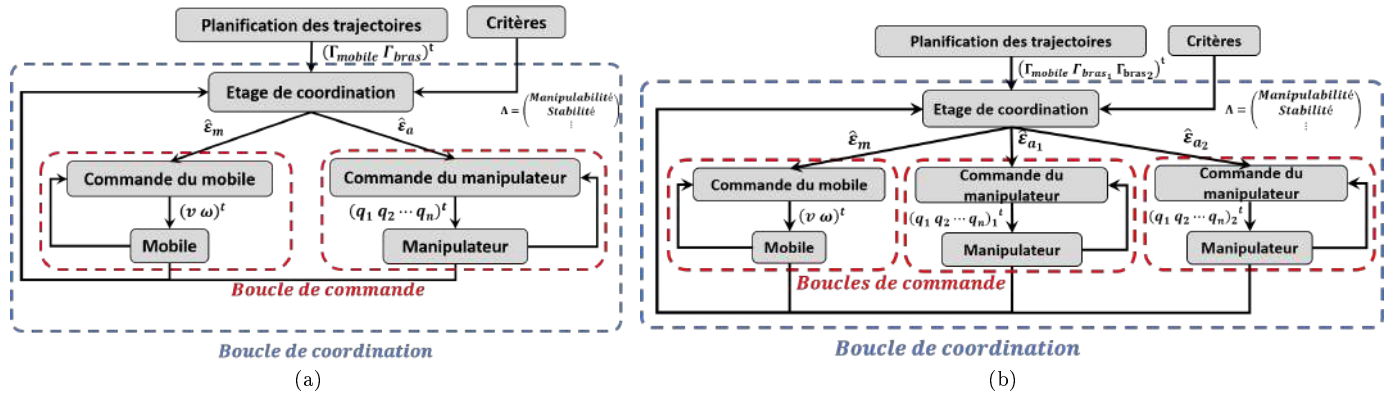 Planification des trajectoires
Critères
(Γmobile Γbras)^t
Etage de coordination
Λ = (Manipulabilité
Stabilité
⋮)
ε̂m
ε̂a
Commande du mobile
Commande du manipulateur
(v ω)^t
(q1 q2 ⋯ qn)^t
Mobile
Manipulateur
Boucle de commande
Boucle de coordination
(a)
Planification des trajectoires
Critères
(Γmobile Γbras1 Γbras2)^t
Etage de coordination
Λ = (Manipulabilité
Stabilité
⋮)
ε̂m
ε̂a1
ε̂a2
Commande du mobile
Commande du
manipulateur
Commande du
manipulateur
(v ω)^t
(q1 q2 ⋯ qn)1^t
(q1 q2 ⋯ qn)2^t
Mobile
Manipulateur
Manipulateur
Boucles de commande
Boucle de coordination
(b)